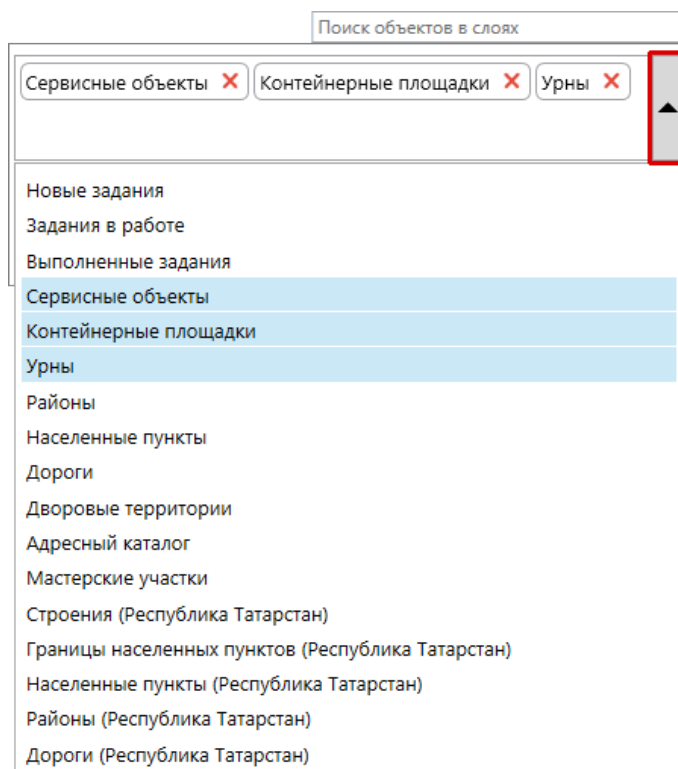 Поиск объектов в слоях
Сервисные объекты Контейнерные площадки Урны
Новые задания
Задания в работе
Выполненные задания
Сервисные объекты
Контейнерные площадки
Урны
Районы
Населенные пункты
Дороги
Дворовые территории
Адресный каталог
Мастерские участки
Строения (Республика Татарстан)
Границы населенных пунктов (Республика Татарстан)
Населенные пункты (Республика Татарстан)
Районы (Республика Татарстан)
Дороги (Республика Татарстан)